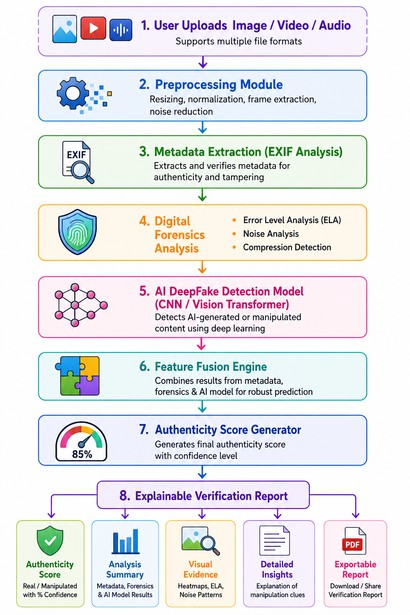 1. User Uploads Image / Video / Audio
Supports multiple file formats
2. Preprocessing Module
Resizing, normalization, frame extraction,
noise reduction
EXIF
3. Metadata Extraction (EXIF Analysis)
Extracts and verifies metadata for
authenticity and tampering
4. Digital
Forensics
Analysis
• Error Level Analysis (ELA)
• Noise Analysis
• Compression Detection
5. AI DeepFake Detection Model
(CNN / Vision Transformer)
Detects AI-generated or manipulated
content using deep learning
6. Feature Fusion Engine
Combines results from metadata,
forensics & AI model for robust prediction
85%
7. Authenticity Score Generator
Generates final authenticity score
with confidence level
8. Explainable Verification Report
Authenticity
Score
Real / Manipulated
with % Confidence
Analysis
Summary
Metadata, Forensics
& AI Model Results
Visual
Evidence
Heatmaps, ELA,
Noise Patterns
Detailed
Insights
Explanation of
manipulation clues
PDF
Exportable
Report
Download / Share
Verification Report